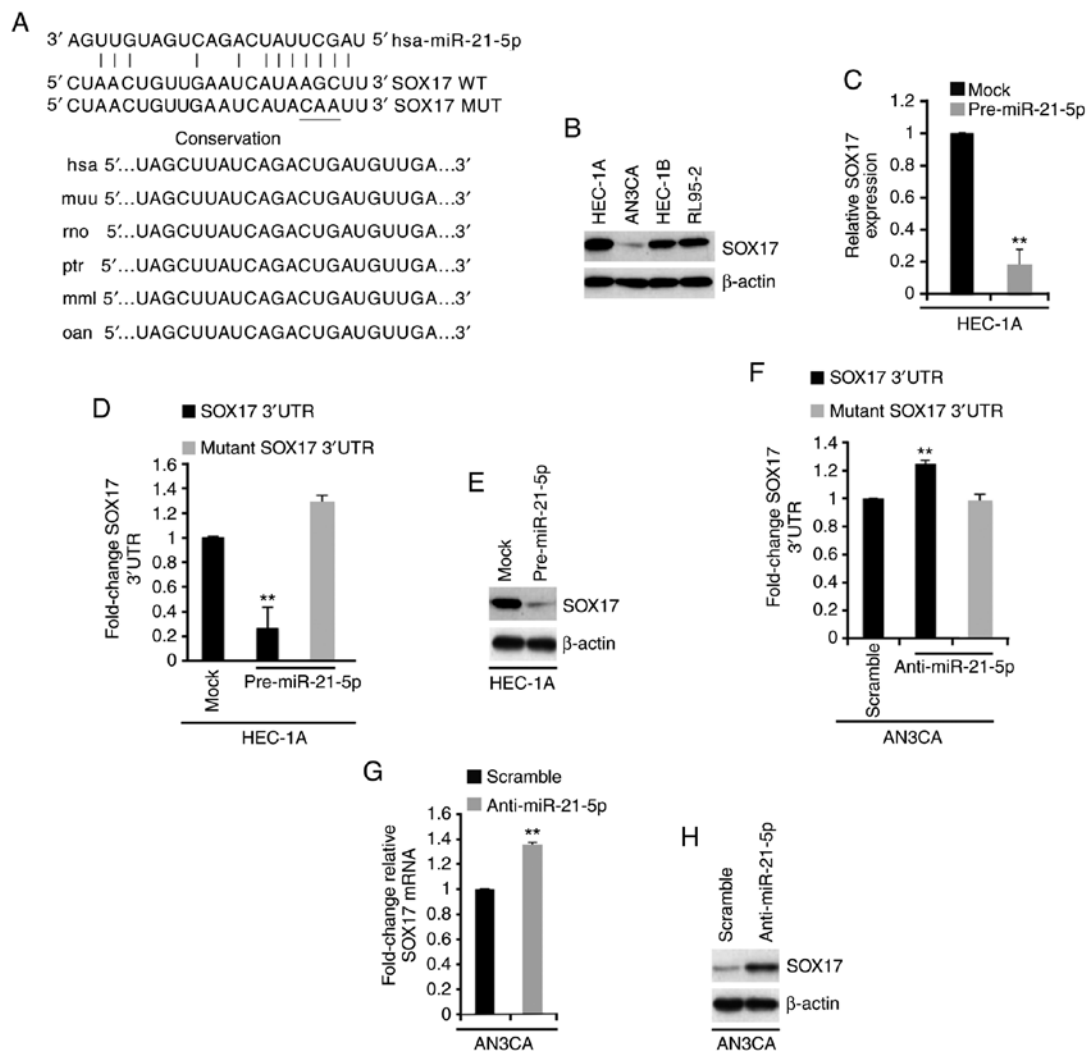 A
3′ AGUUGUAGUCAGACUAUUCGAU 5′ hsa-miR-21-5p
5′ CUAACUGUUGAAUCAUAAGCUU 3′ SOX17 WT
5′ CUAACUGUUGAAUCAUACAAUU 3′ SOX17 MUT
Conservation
hsa 5′...UAGCUUAUCAGACUGAUGUUGA...3′
muu 5′...UAGCUUAUCAGACUGAUGUUGA...3′
rno 5′...UAGCUUAUCAGACUGAUGUUGA...3′
ptr 5′...UAGCUUAUCAGACUGAUGUUGA...3′
mml 5′...UAGCUUAUCAGACUGAUGUUGA...3′
oan 5′...UAGCUUAUCAGACUGAUGUUGA...3′
B
HEC-1A
AN3CA
HEC-1B
RL95-2
SOX17
β-actin
C
Mock
Pre-miR-21-5p
Relative SOX17
expression
1.2
1
0.8
0.6
0.4
0.2
0
**
HEC-1A
D
SOX17 3′UTR
Mutant SOX17 3′UTR
Fold-change SOX17
3′UTR
1.6
1.4
1.2
1
0.8
0.6
0.4
0.2
0
**
Mock
Pre-miR-21-5p
HEC-1A
E
Mock
Pre-miR-21-5p
SOX17
β-actin
HEC-1A
F
SOX17 3′UTR
Mutant SOX17 3′UTR
Fold-change SOX17
3′UTR
1.4
1.2
1
0.8
0.6
0.4
0.2
0
**
Scramble
Anti-miR-21-5p
AN3CA
G
Scramble
Anti-miR-21-5p
Fold-change relative
SOX17 mRNA
1.6
1.4
1.2
1
0.8
0.6
1.4
0.2
0
**
AN3CA
H
Scramble
Anti-miR-21-5p
SOX17
β-actin
AN3CA